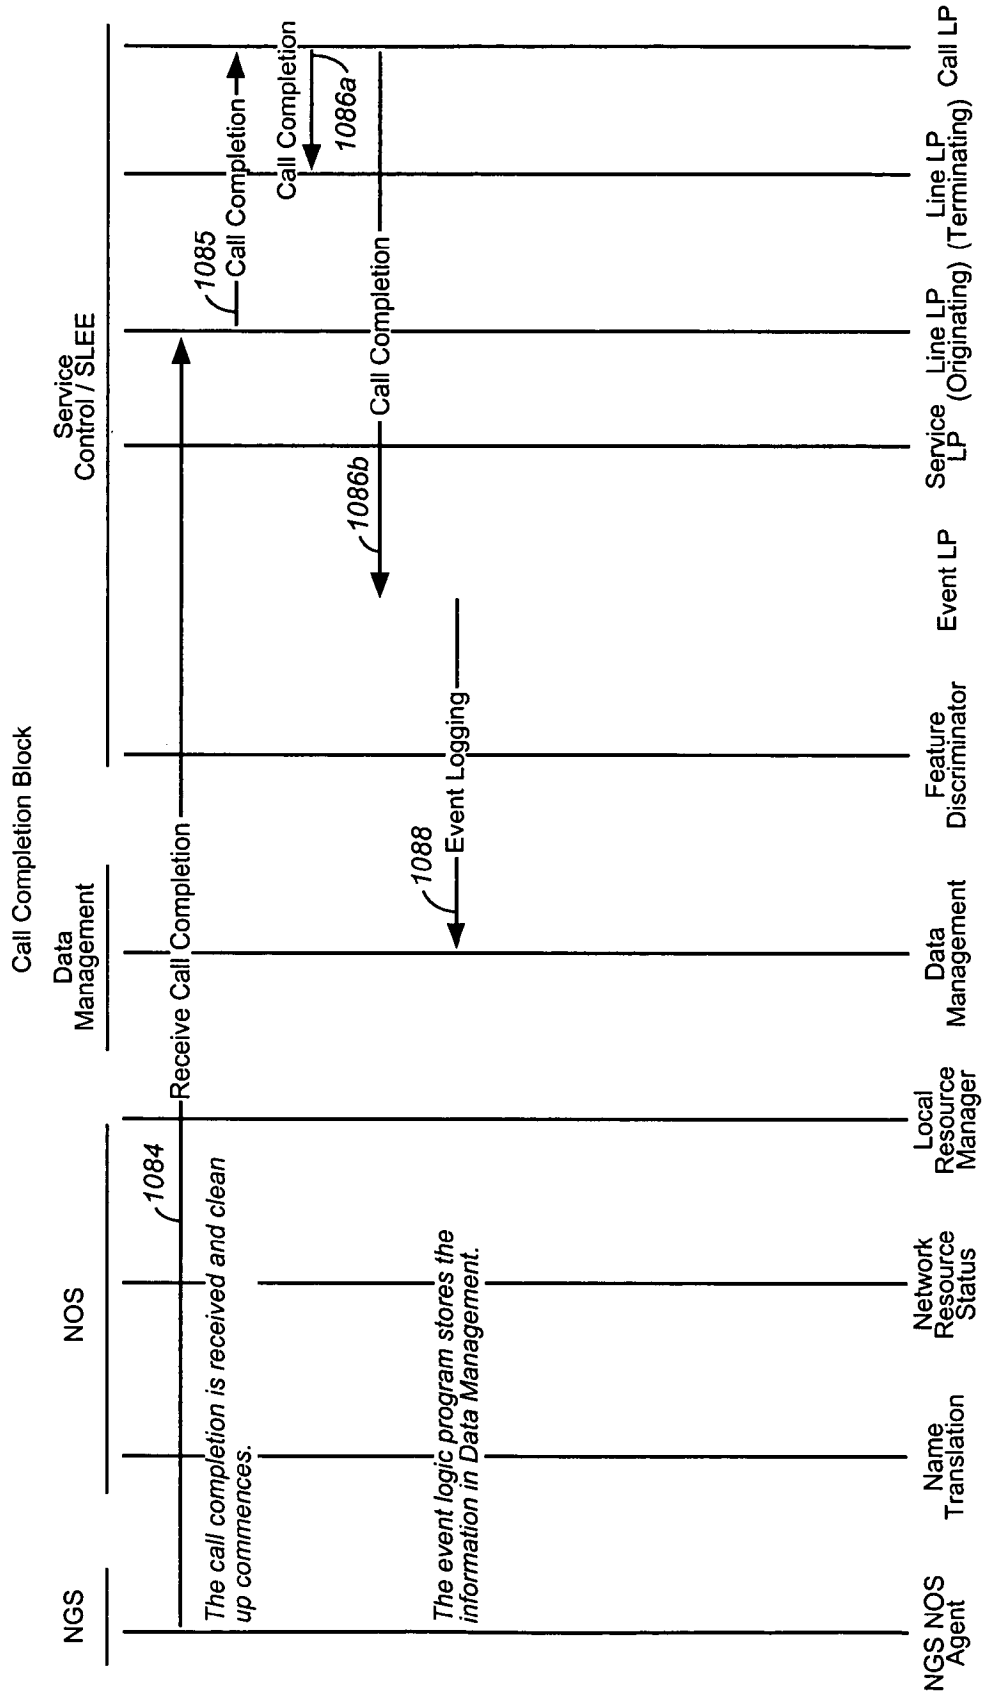 Call Completion Block
NGS
NOS
Data
Management
Service
Control / SLEE
1084
Receive Call Completion
The call completion is received and clean
up commences.
1085
Call Completion
Call Completion
1086a
Call Completion
1086b
1088
Event Logging
The event logic program stores the
information in Data Management.
NGS NOS
Agent
Name
Translation
Network
Resource
Status
Local
Resource
Manager
Data
Management
Feature
Discriminator
Event LP
Service
LP
Line LP
(Originating)
Line LP
(Terminating)
Call LP